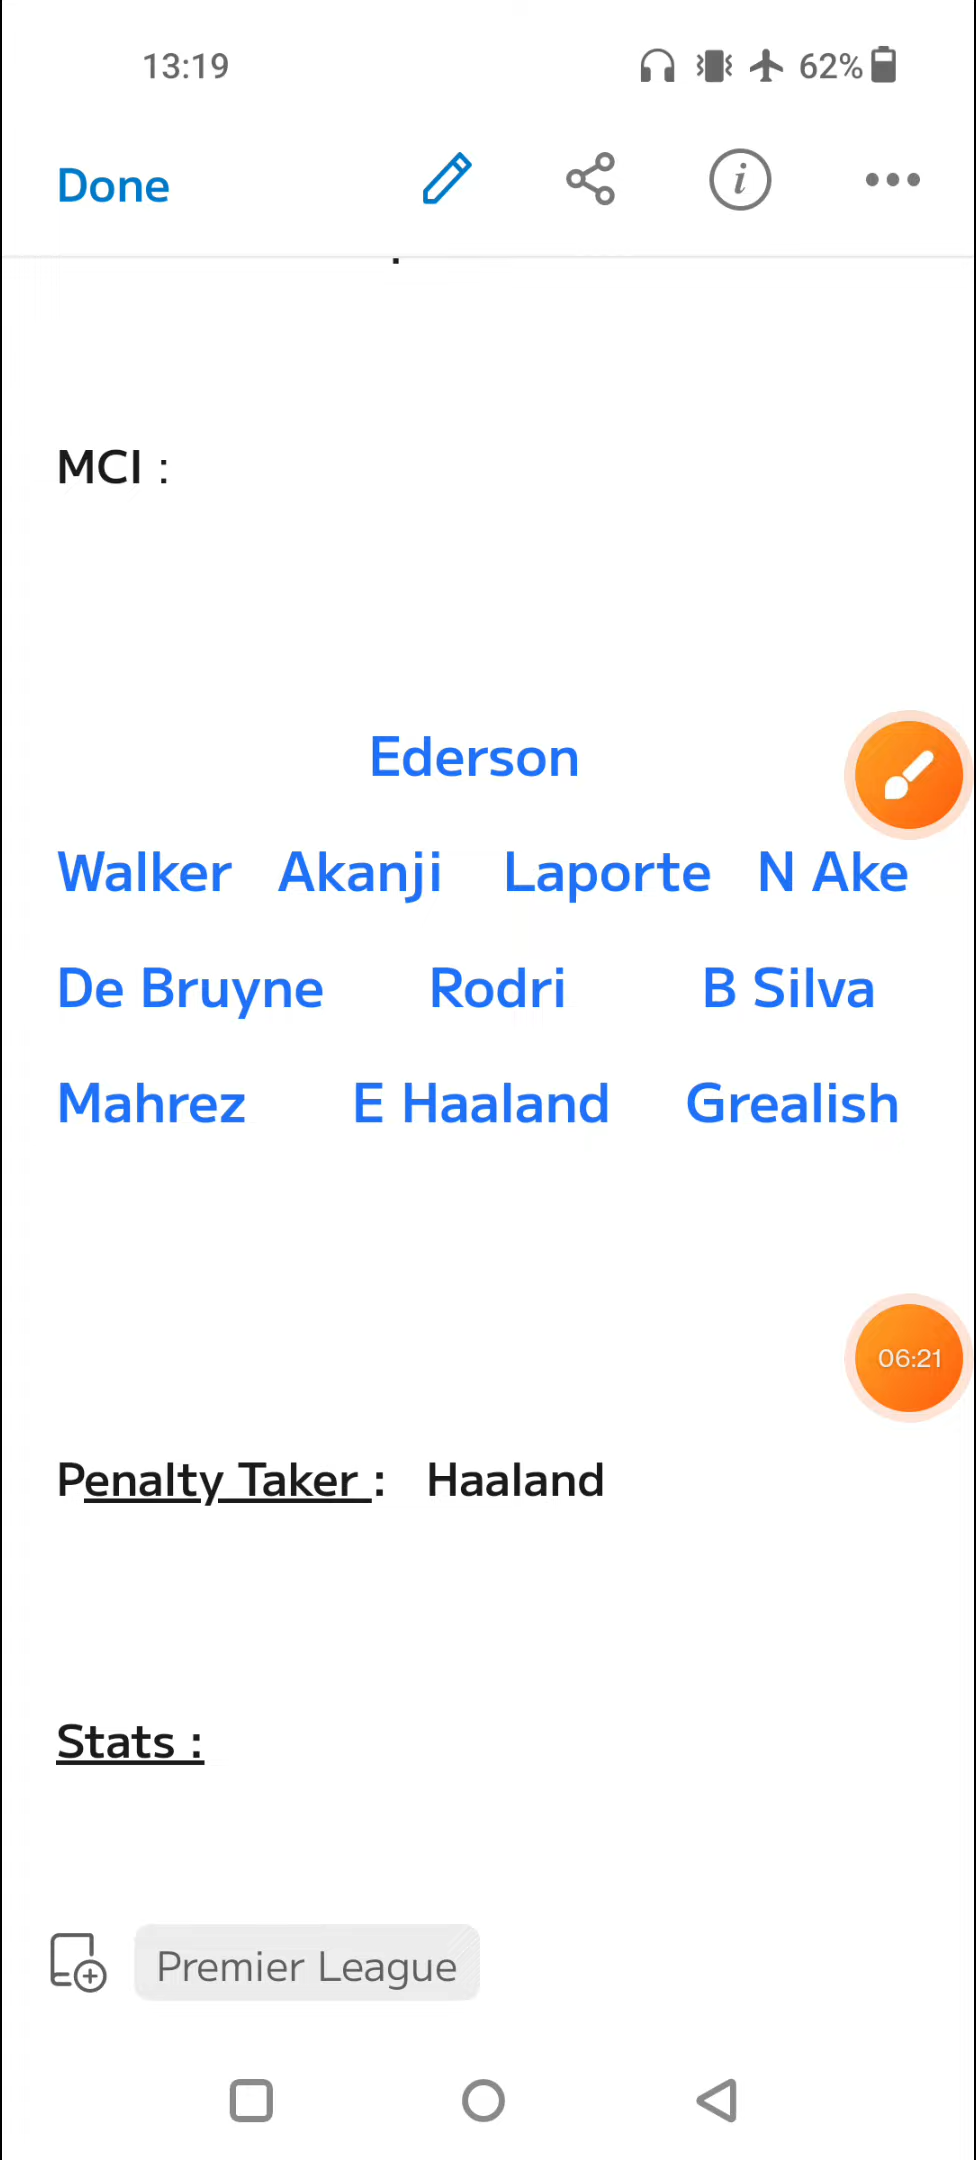 13:19 62%
Done
MCI :
Ederson
Walker Akanji Laporte N Ake
De Bruyne Rodri B Silva
Mahrez E Haaland Grealish
06:21
Penalty Taker : Haaland
Stats :
Premier League